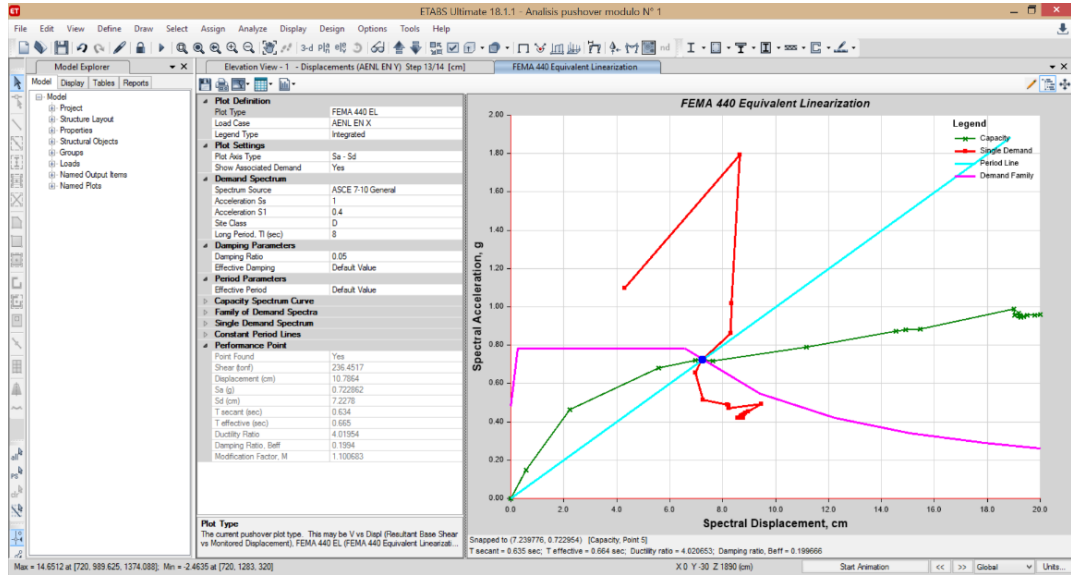 ETABS Ultimate 18.1.1 - Analisis pushover modulo N° 1
File Edit View Define Draw Select Assign Analyze Display Design Options Tools Help
3-d nd
Model Explorer
Elevation View - 1 - Displacements (AENL EN Y) Step 13/14 [cm]
FEMA 440 Equivalent Linearization
Model Display Tables Reports
Model
Project
Structure Layout
Properties
Structural Objects
Groups
Loads
Named Output Items
Named Plots
Plot Definition
Plot Type FEMA 440 EL
Load Case AENL EN X
Legend Type Integrated
Plot Settings
Plot Axis Type Sa - Sd
Show Associated Demand Yes
Demand Spectrum
Spectrum Source ASCE 7-10 General
Acceleration Ss 1
Acceleration S1 0.4
Site Class D
Long Period, Tl (sec) 8
Damping Parameters
Damping Ratio 0.05
Effective Damping Default Value
Period Parameters
Effective Period Default Value
Capacity Spectrum Curve
Family of Demand Spectra
Single Demand Spectrum
Constant Period Lines
Performance Point
Point Found Yes
Shear (tonf) 236.4517
Displacement (cm) 10.7864
Sa (g) 0.722862
Sd (cm) 7.2278
T secant (sec) 0.634
T effective (sec) 0.665
Ductility Ratio 4.01954
Damping Ratio, Beff 0.1994
Modification Factor, M 1.100683
Plot Type
The current pushover plot type. This may be V vs Displ (Resultant Base Shear
vs Monitored Displacement), FEMA 440 EL (FEMA 440 Equivalent Linearizati...
FEMA 440 Equivalent Linearization
Legend
Capacity
Single Demand
Period Line
Demand Family
2.00
1.80
1.60
1.40
1.20
1.00
0.80
0.60
0.40
0.20
0.00
Spectral Acceleration, g
0.0 2.0 4.0 6.0 8.0 10.0 12.0 14.0 16.0 18.0 20.0
Spectral Displacement, cm
Snapped to (7.239776, 0.722954) [Capacity, Point 5]
T secant = 0.635 sec; T effective = 0.664 sec; Ductility ratio = 4.020653; Damping ratio, Beff = 0.199666
Max = 14.6512 at [720, 989.625, 1374.088]; Min = -2.4635 at [720, 1283, 320]
X 0 Y -30 Z 1890 (cm)
Start Animation << >> Global Units...